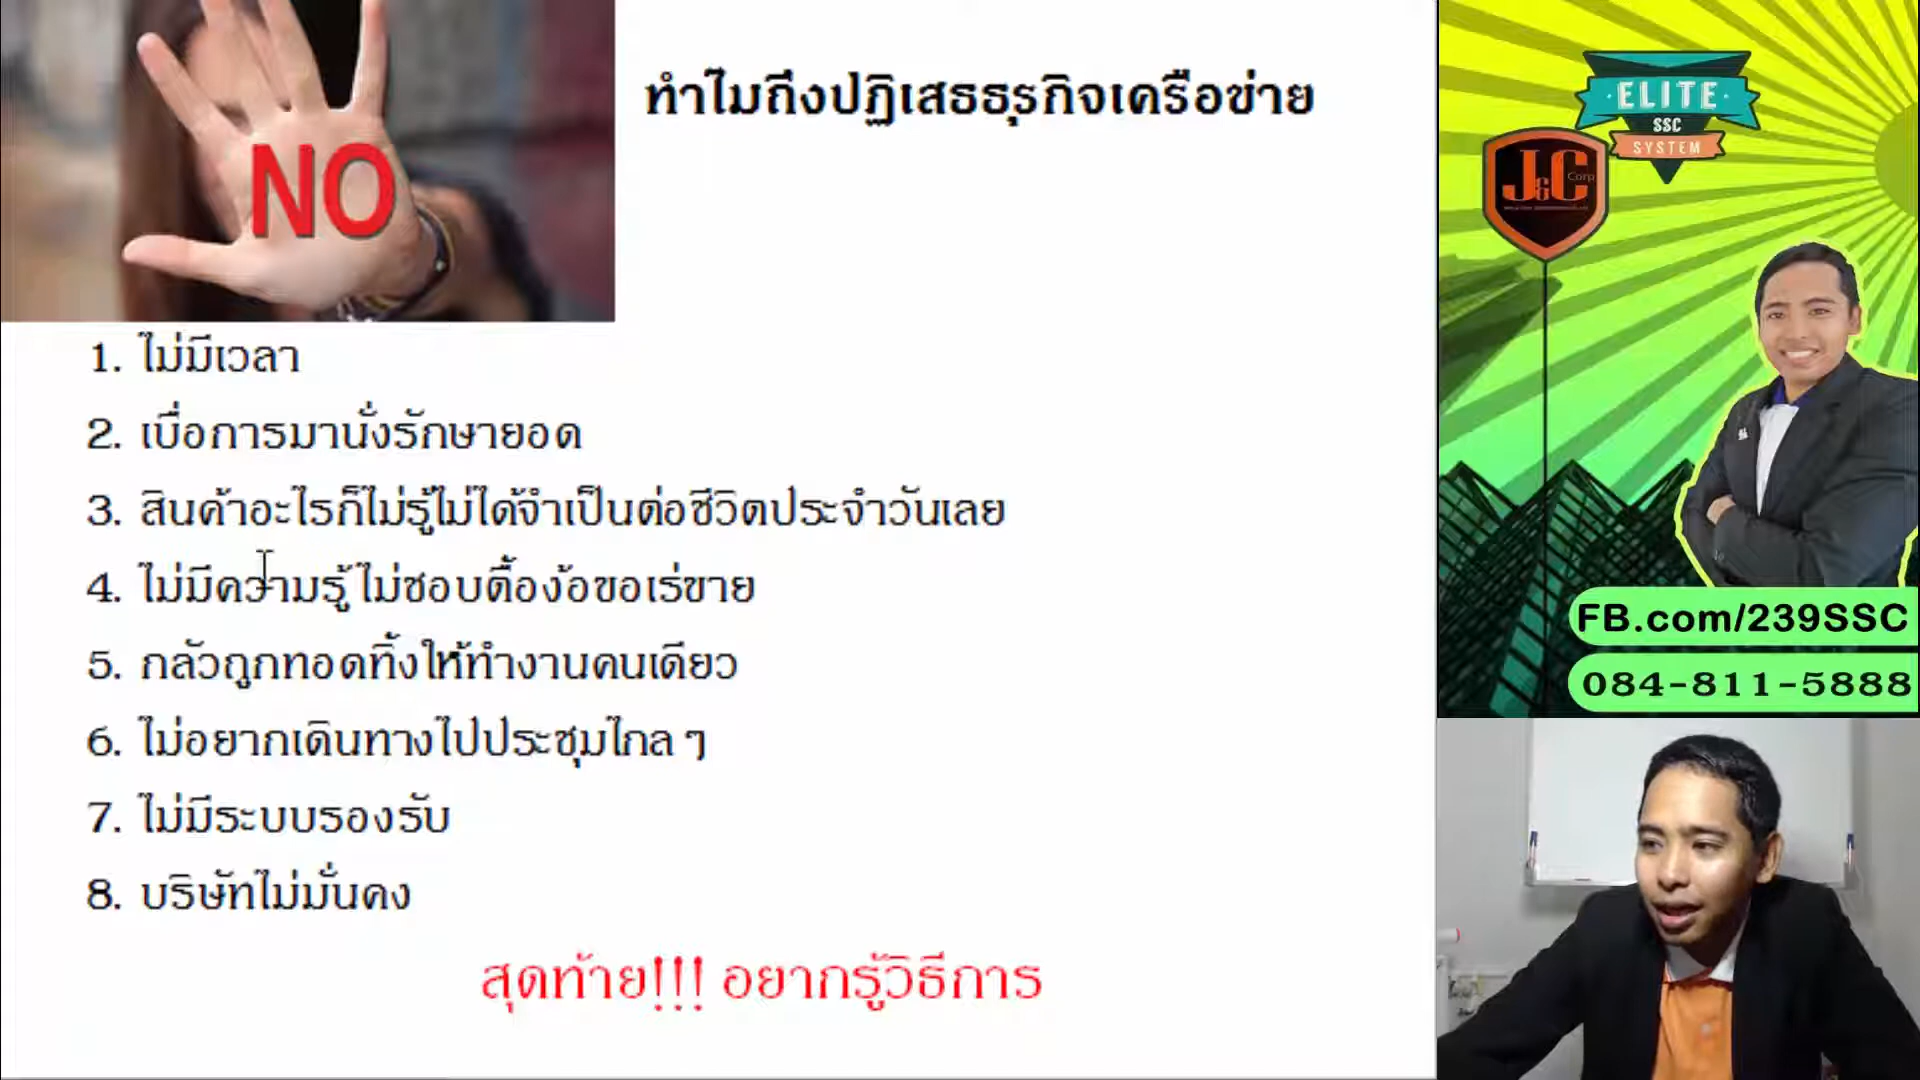 NO
ทำไมถึงปฏิเสธธุรกิจเครือข่าย
1. ไม่มีเวลา
2. เบื่อการมานั่งรักษายอด
3. สินค้าอะไรก็ไม่รู้ไม่ได้จำเป็นต่อชีวิตประจำวันเลย
4. ไม่มีความรู้ ไม่ชอบตื้องง้อขอเร่ขาย
5. กลัวถูกทอดทิ้งให้ทำงานคนเดียว
6. ไม่อยากเดินทางไปประชุมไกล ๆ
7. ไม่มีระบบรองรับ
8. บริษัทไม่มั่นคง
สุดท้าย!!! อยากรู้วิธีการ
ELITE
SSC
SYSTEM
J&C
Corp
FB.com/239SSC
084-811-5888